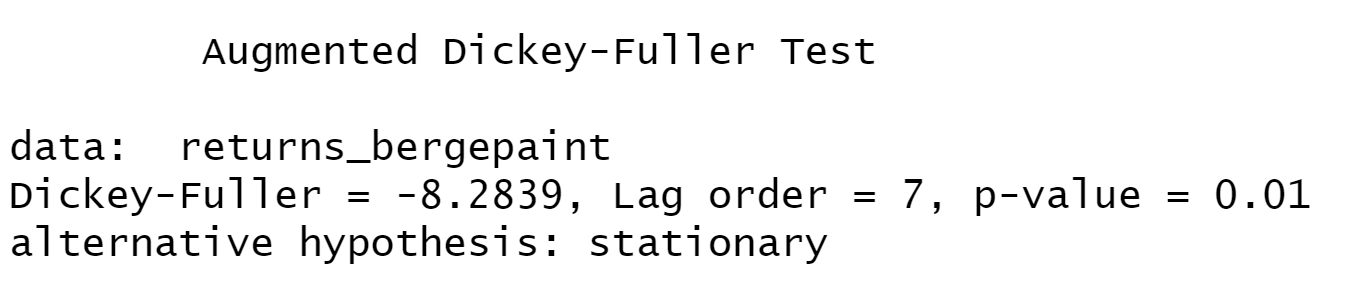 Augmented Dickey-Fuller Test
data: returns_bergepaint
Dickey-Fuller = -8.2839, Lag order = 7, p-value = 0.01
alternative hypothesis: stationary